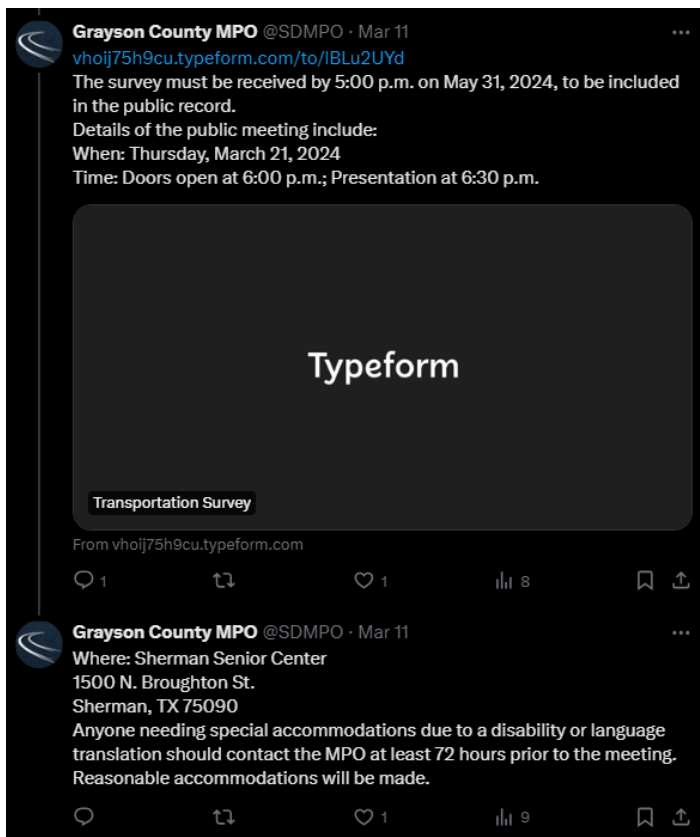 Grayson County MPO @SDMPO · Mar 11
vhoij75h9cu.typeform.com/to/lBLu2UYd
The survey must be received by 5:00 p.m. on May 31, 2024, to be included
in the public record.
Details of the public meeting include:
When: Thursday, March 21, 2024
Time: Doors open at 6:00 p.m.; Presentation at 6:30 p.m.
Typeform
Transportation Survey
From vhoij75h9cu.typeform.com
1 1 8
Grayson County MPO @SDMPO · Mar 11
Where: Sherman Senior Center
1500 N. Broughton St.
Sherman, TX 75090
Anyone needing special accommodations due to a disability or language
translation should contact the MPO at least 72 hours prior to the meeting.
Reasonable accommodations will be made.
1 9